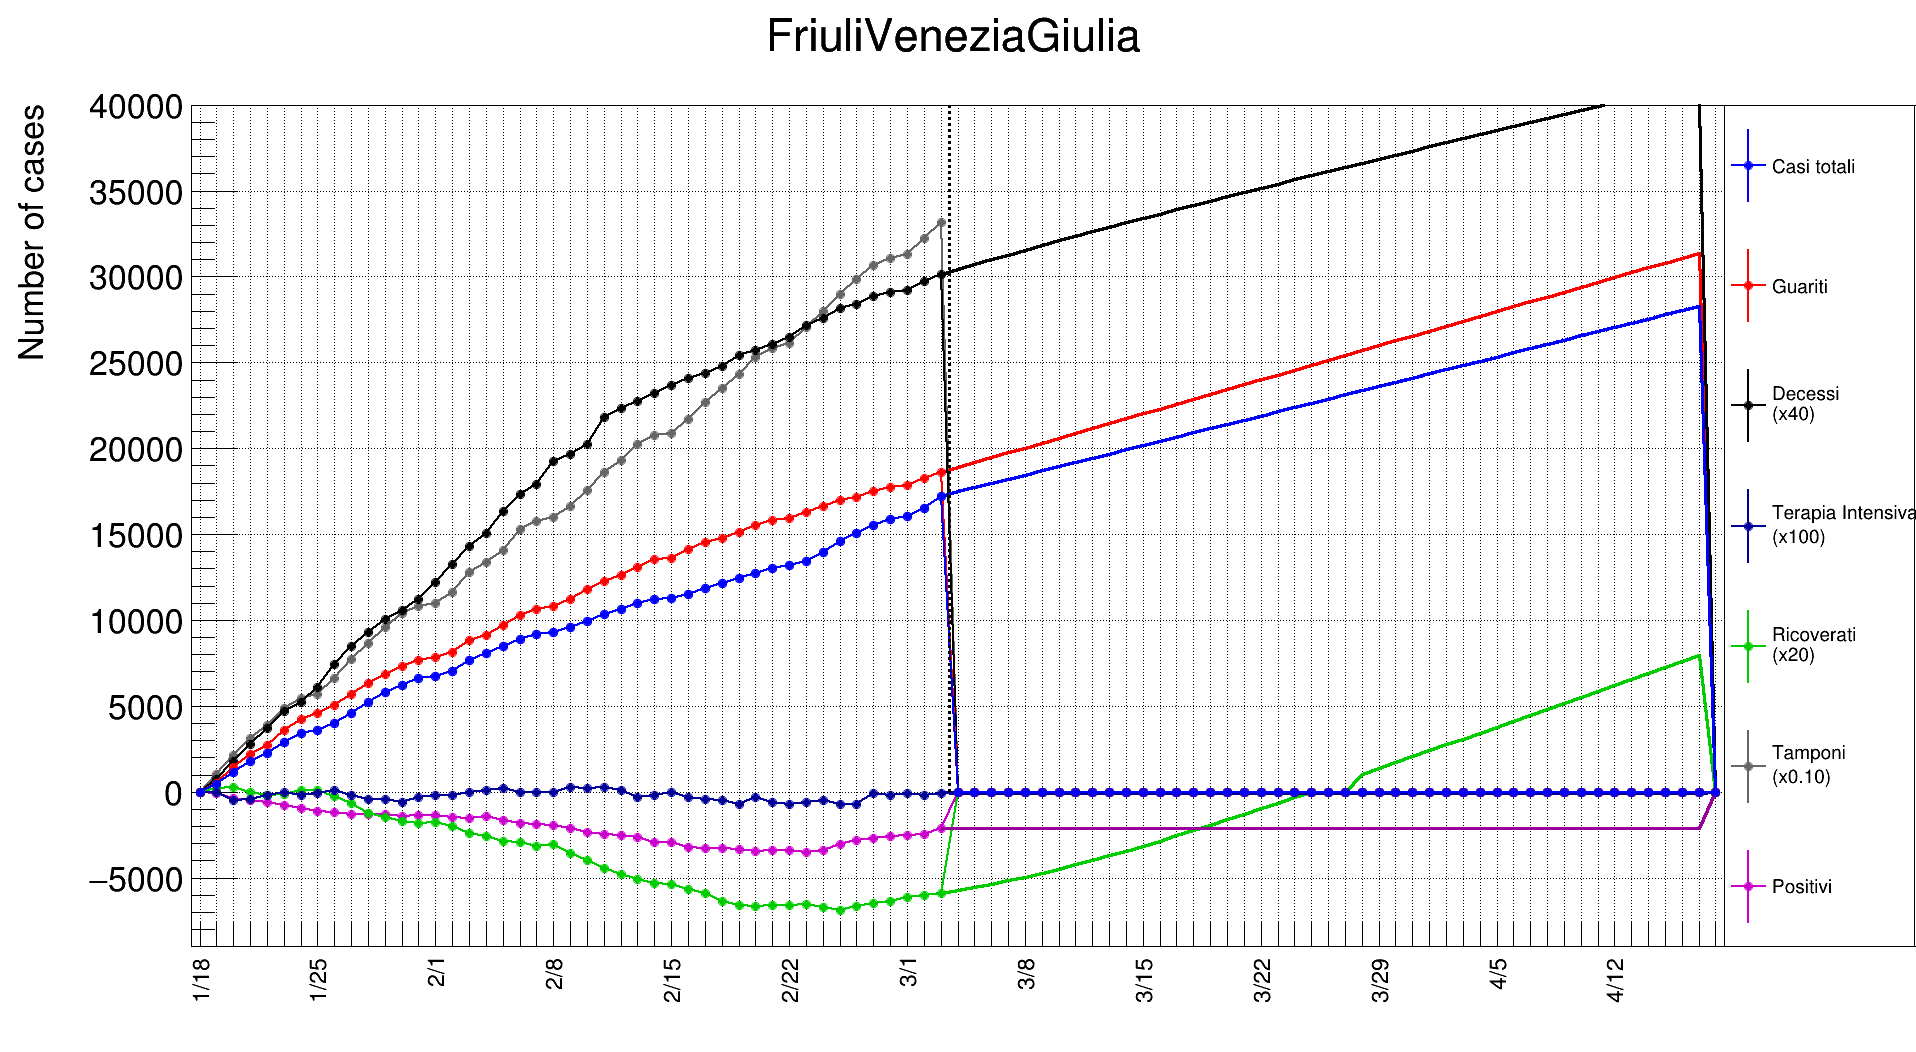 FriuliVeneziaGiulia
Number of cases
40000
35000
30000
25000
20000
15000
10000
5000
0
−5000
1/18
1/25
2/1
2/8
2/15
2/22
3/1
3/8
3/15
3/22
3/29
4/5
4/12
Casi totali
Guariti
Decessi
(x40)
Terapia Intensiva
(x100)
Ricoverati
(x20)
Tamponi
(x0.10)
Positivi